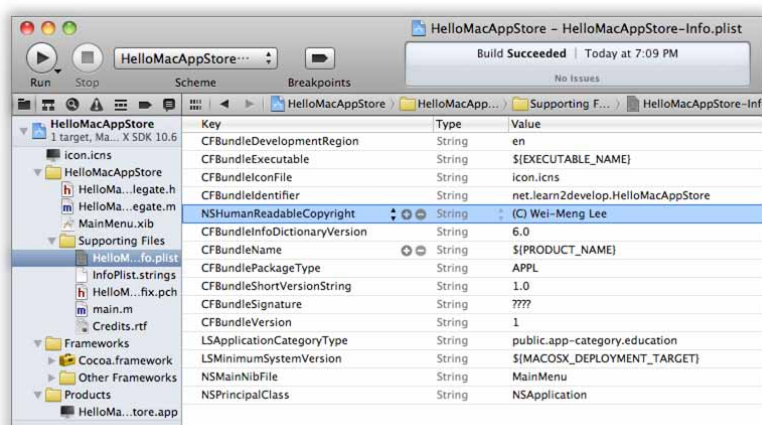 HelloMacAppStore – HelloMacAppStore-Info.plist
HelloMacAppStore···
Build Succeeded | Today at 7:09 PM
No Issues
Run Stop Scheme Breakpoints
HelloMacAppStore HelloMacApp... Supporting F... HelloMacAppStore-Inf
HelloMacAppStore
1 target, Ma... X SDK 10.6
icon.icns
HelloMacAppStore
HelloMa...legate.h
HelloMa...egate.m
MainMenu.xib
Supporting Files
HelloM...fo.plist
InfoPlist.strings
HelloM...fix.pch
main.m
Credits.rtf
Frameworks
Cocoa.framework
Other Frameworks
Products
HelloMa...tore.app
Key Type Value
CFBundleDevelopmentRegion String en
CFBundleExecutable String ${EXECUTABLE_NAME}
CFBundleIconFile String icon.icns
CFBundleIdentifier String net.learn2develop.HelloMacAppStore
NSHumanReadableCopyright String (C) Wei-Meng Lee
CFBundleInfoDictionaryVersion String 6.0
CFBundleName String ${PRODUCT_NAME}
CFBundlePackageType String APPL
CFBundleShortVersionString String 1.0
CFBundleSignature String ????
CFBundleVersion String 1
LSApplicationCategoryType String public.app-category.education
LSMinimumSystemVersion String ${MACOSX_DEPLOYMENT_TARGET}
NSMainNibFile String MainMenu
NSPrincipalClass String NSApplication